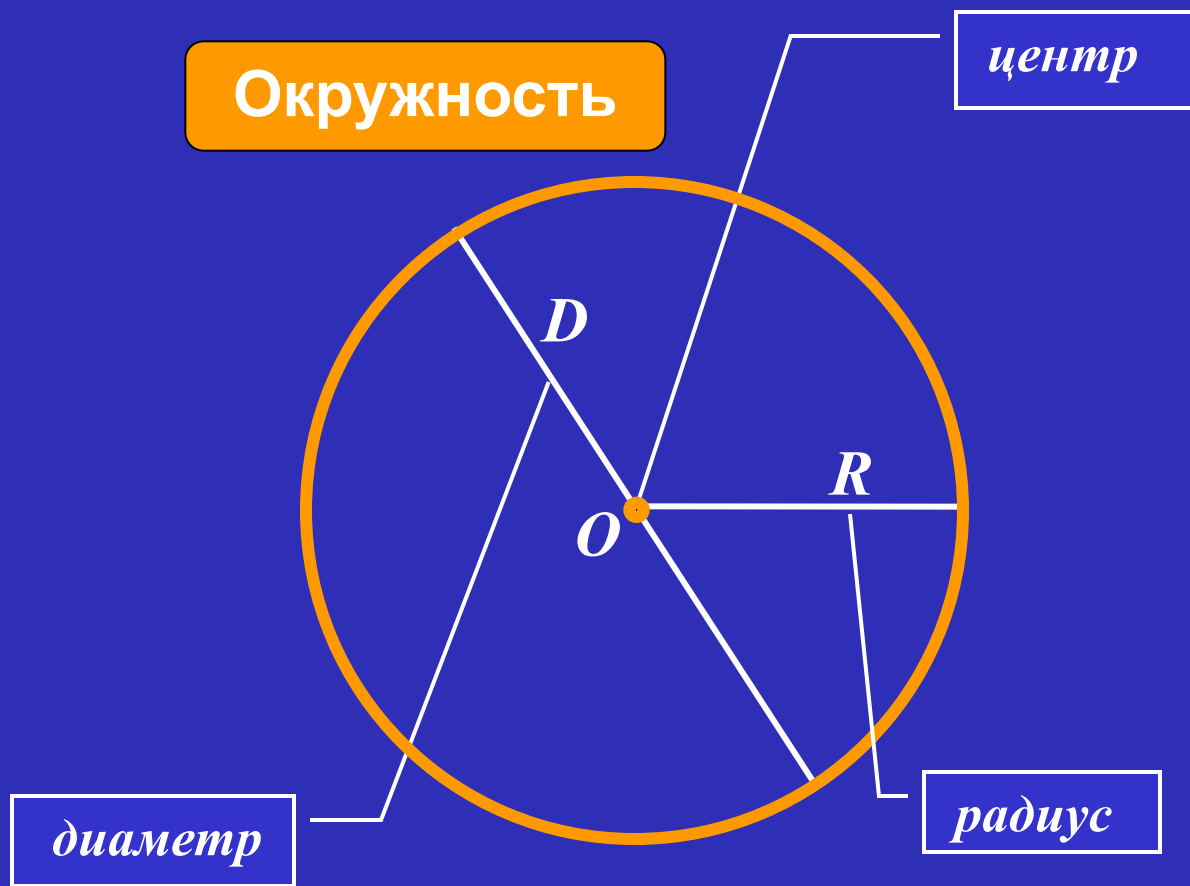 центр
Окружность
D
R
O
радиус
диаметр